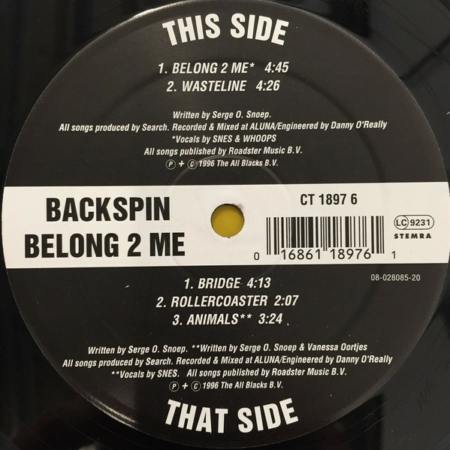 THIS SIDE
1. BELONG 2 ME* 4:45
2. WASTELINE 4:26
Written by Serge O. Snoep.
All songs produced by Search. Recorded & Mixed at ALUNA/Engineered by Danny O'Really
*Vocals by SNES & WHOOPS
All songs published by Roadster Music B.V.
Ⓟ + © 1996 The All Blacks B.V.
BACKSPIN
BELONG 2 ME
CT 1897 6
0 16861 18976 1
LC 9231
STEMRA
08-028085-20
1. BRIDGE 4:13
2. ROLLERCOASTER 2:07
3. ANIMALS** 3:24
Written by Serge O. Snoep. **Written by Serge O. Snoep & Vanessa Oortjes
All songs produced by Search. Recorded & Mixed at ALUNA/Engineered by Danny O'Really
**Vocals by SNES. All songs published by Roadster Music B.V.
Ⓟ + © 1996 The All Blacks B.V.
THAT SIDE